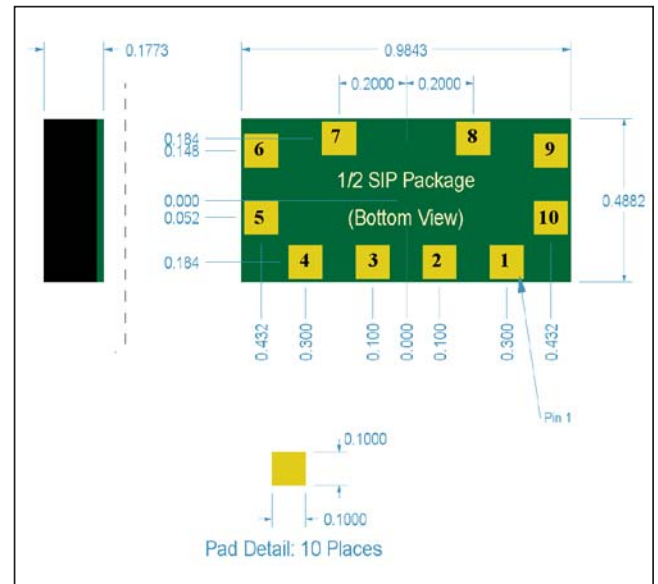 0.1773
0.9843
0.2000 0.2000
0.184
0.148
6 7 8 9
1/2 SIP Package
0.000
0.052
5 (Bottom View) 10
0.4882
0.184
4 3 2 1
0.432 0.300 0.100 0.000 0.100 0.300 0.432
Pin 1
0.1000
0.1000
Pad Detail: 10 Places